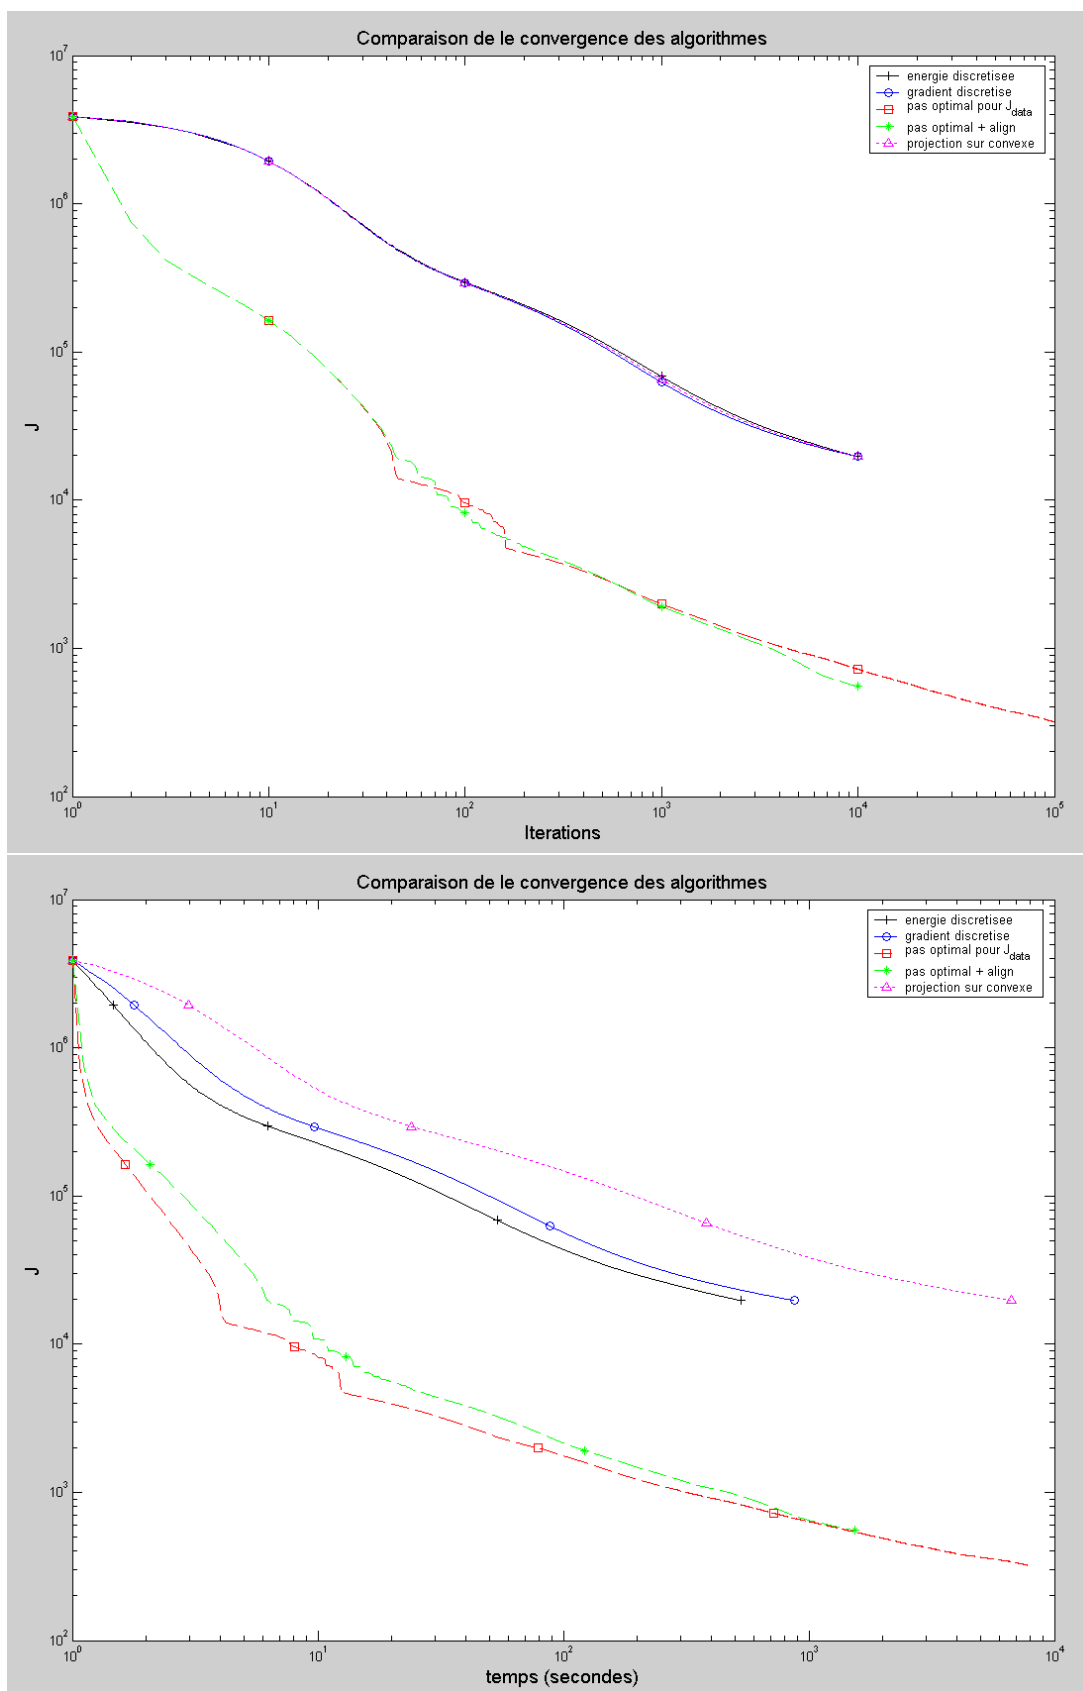 Comparaison de le convergence des algorithmes
10^7
10^6
10^5
10^4
10^3
10^2
J
energie discretisee
gradient discretise
pas optimal pour J_data
pas optimal + align
projection sur convexe
10^0 10^1 10^2 10^3 10^4 10^5
Iterations
Comparaison de le convergence des algorithmes
10^7
10^6
10^5
10^4
10^3
10^2
J
energie discretisee
gradient discretise
pas optimal pour J_data
pas optimal + align
projection sur convexe
10^0 10^1 10^2 10^3 10^4
temps (secondes)